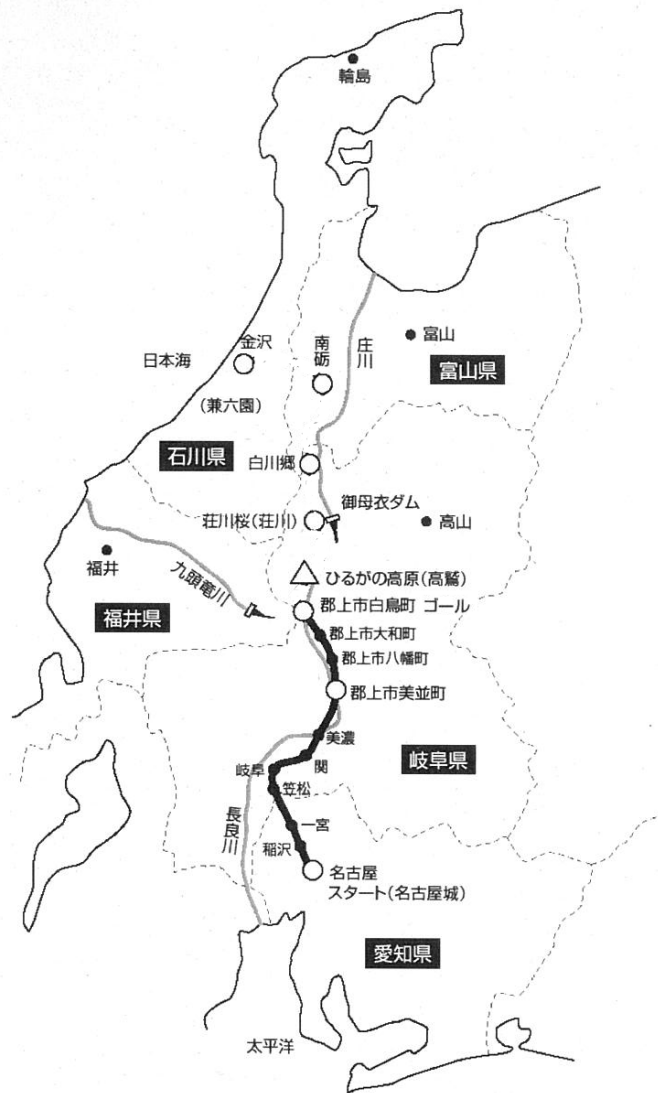 輪島
富山
富山県
金沢
日本海
(兼六園)
南砺
庄川
石川県
白川郷
荘川桜(荘川)
御母衣ダム
高山
福井
九頭竜川
福井県
ひるがの高原(高鷲)
郡上市白鳥町 ゴール
郡上市大和町
郡上市八幡町
郡上市美並町
美濃
関
岐阜
笠松
岐阜県
長良川
一宮
稲沢
名古屋
スタート(名古屋城)
愛知県
太平洋